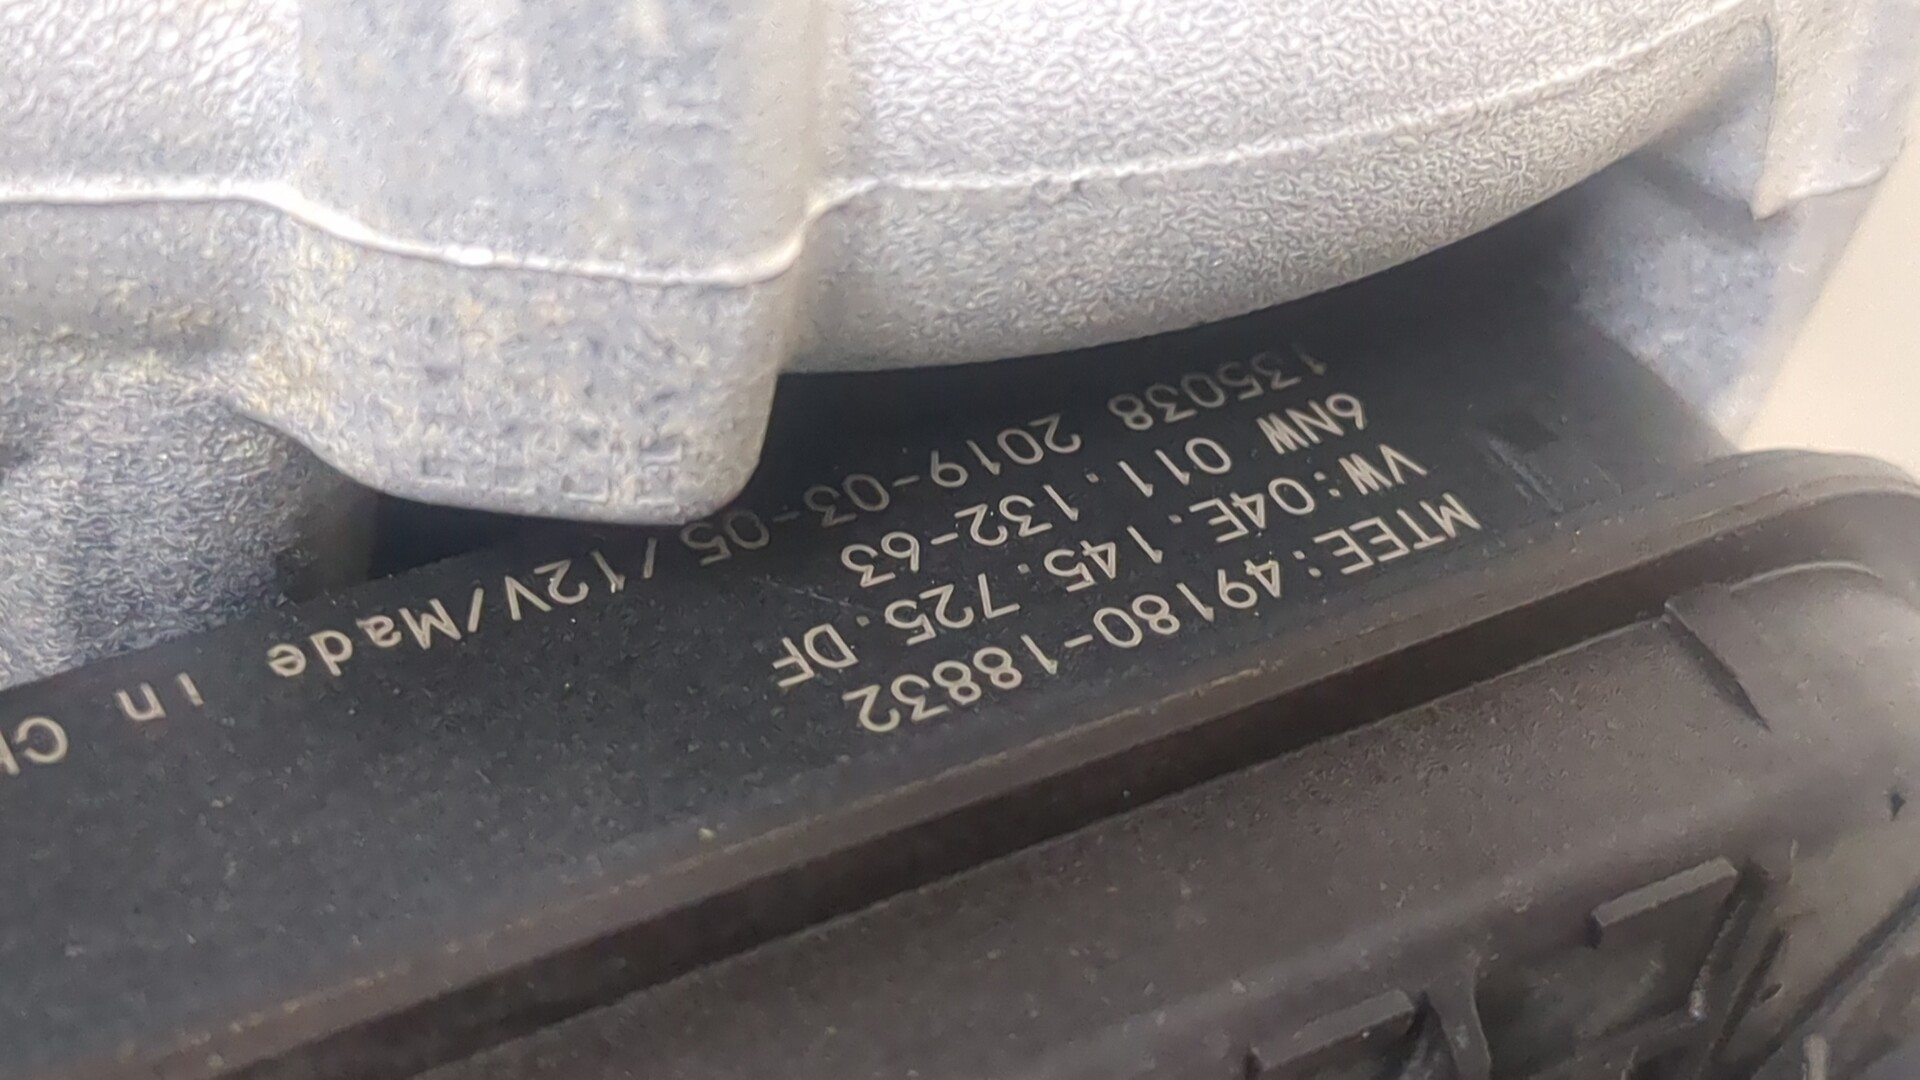 MTEE:49180-18832
VW:04E.145.725.DF
6NW 011.132-63
135038 2019-03-05 /12V/Made in Ch